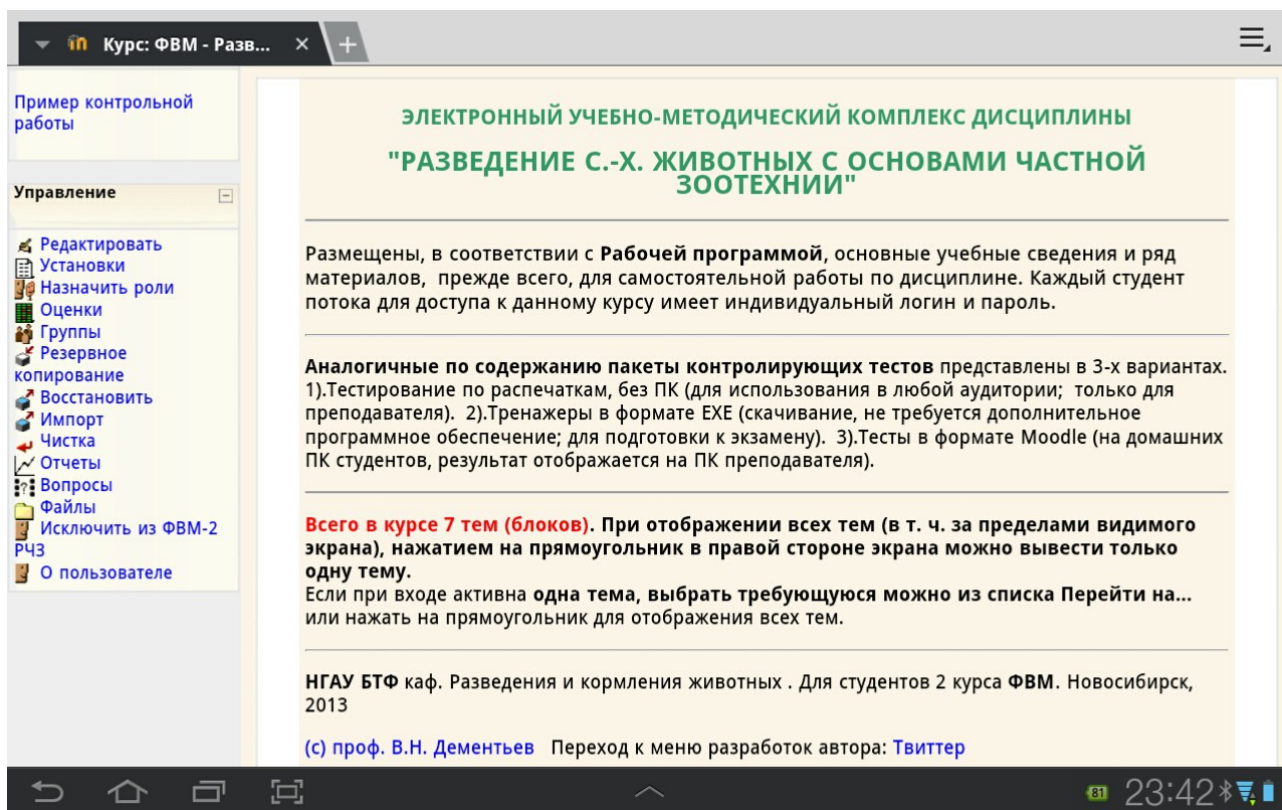 Курс: ФВМ - Разв...
Пример контрольной
работы
Управление
Редактировать
Установки
Назначить роли
Оценки
Группы
Резервное
копирование
Восстановить
Импорт
Чистка
Отчеты
Вопросы
Файлы
Исключить из ФВМ-2
РЧЗ
О пользователе
ЭЛЕКТРОННЫЙ УЧЕБНО-МЕТОДИЧЕСКИЙ КОМПЛЕКС ДИСЦИПЛИНЫ
"РАЗВЕДЕНИЕ С.-Х. ЖИВОТНЫХ С ОСНОВАМИ ЧАСТНОЙ
ЗООТЕХНИИ"
Размещены, в соответствии с Рабочей программой, основные учебные сведения и ряд
материалов, прежде всего, для самостоятельной работы по дисциплине. Каждый студент
потока для доступа к данному курсу имеет индивидуальный логин и пароль.
Аналогичные по содержанию пакеты контролирующих тестов представлены в 3-х вариантах.
1).Тестирование по распечаткам, без ПК (для использования в любой аудитории; только для
преподавателя). 2).Тренажеры в формате EXE (скачивание, не требуется дополнительное
программное обеспечение; для подготовки к экзамену). 3).Тесты в формате Moodle (на домашних
ПК студентов, результат отображается на ПК преподавателя).
Всего в курсе 7 тем (блоков). При отображении всех тем (в т. ч. за пределами видимого
экрана), нажатием на прямоугольник в правой стороне экрана можно вывести только
одну тему.
Если при входе активна одна тема, выбрать требующуюся можно из списка Перейти на...
или нажать на прямоугольник для отображения всех тем.
НГАУ БТФ каф. Разведения и кормления животных . Для студентов 2 курса ФВМ. Новосибирск,
2013
(c) проф. В.Н. Дементьев Переход к меню разработок автора: Твиттер
81 23:42